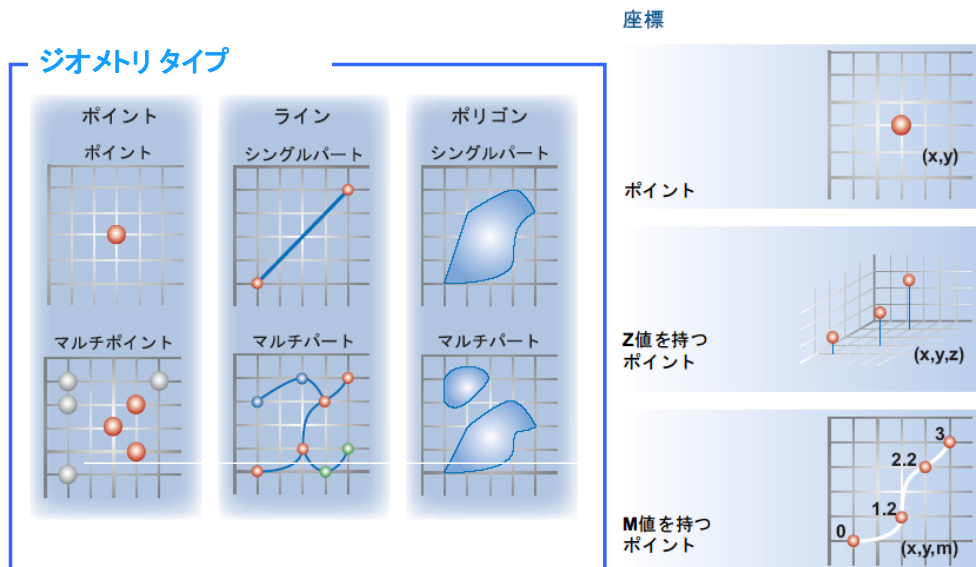 ジオメトリ タイプ
ポイント
ポイント
マルチポイント
ライン
シングルパート
マルチパート
ポリゴン
シングルパート
マルチパート
座標
ポイント
(x,y)
Z値を持つ
ポイント
(x,y,z)
M値を持つ
ポイント
3
2.2
1.2
0
(x,y,m)